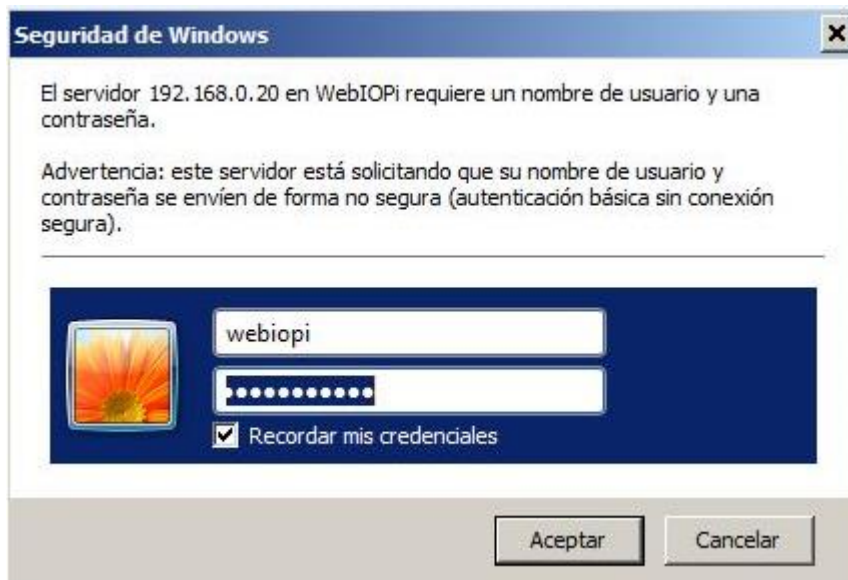 Seguridad de Windows
El servidor 192.168.0.20 en WebIOPi requiere un nombre de usuario y una
contraseña.
Advertencia: este servidor está solicitando que su nombre de usuario y
contraseña se envíen de forma no segura (autenticación básica sin conexión
segura).
webiopi
Recordar mis credenciales
Aceptar
Cancelar